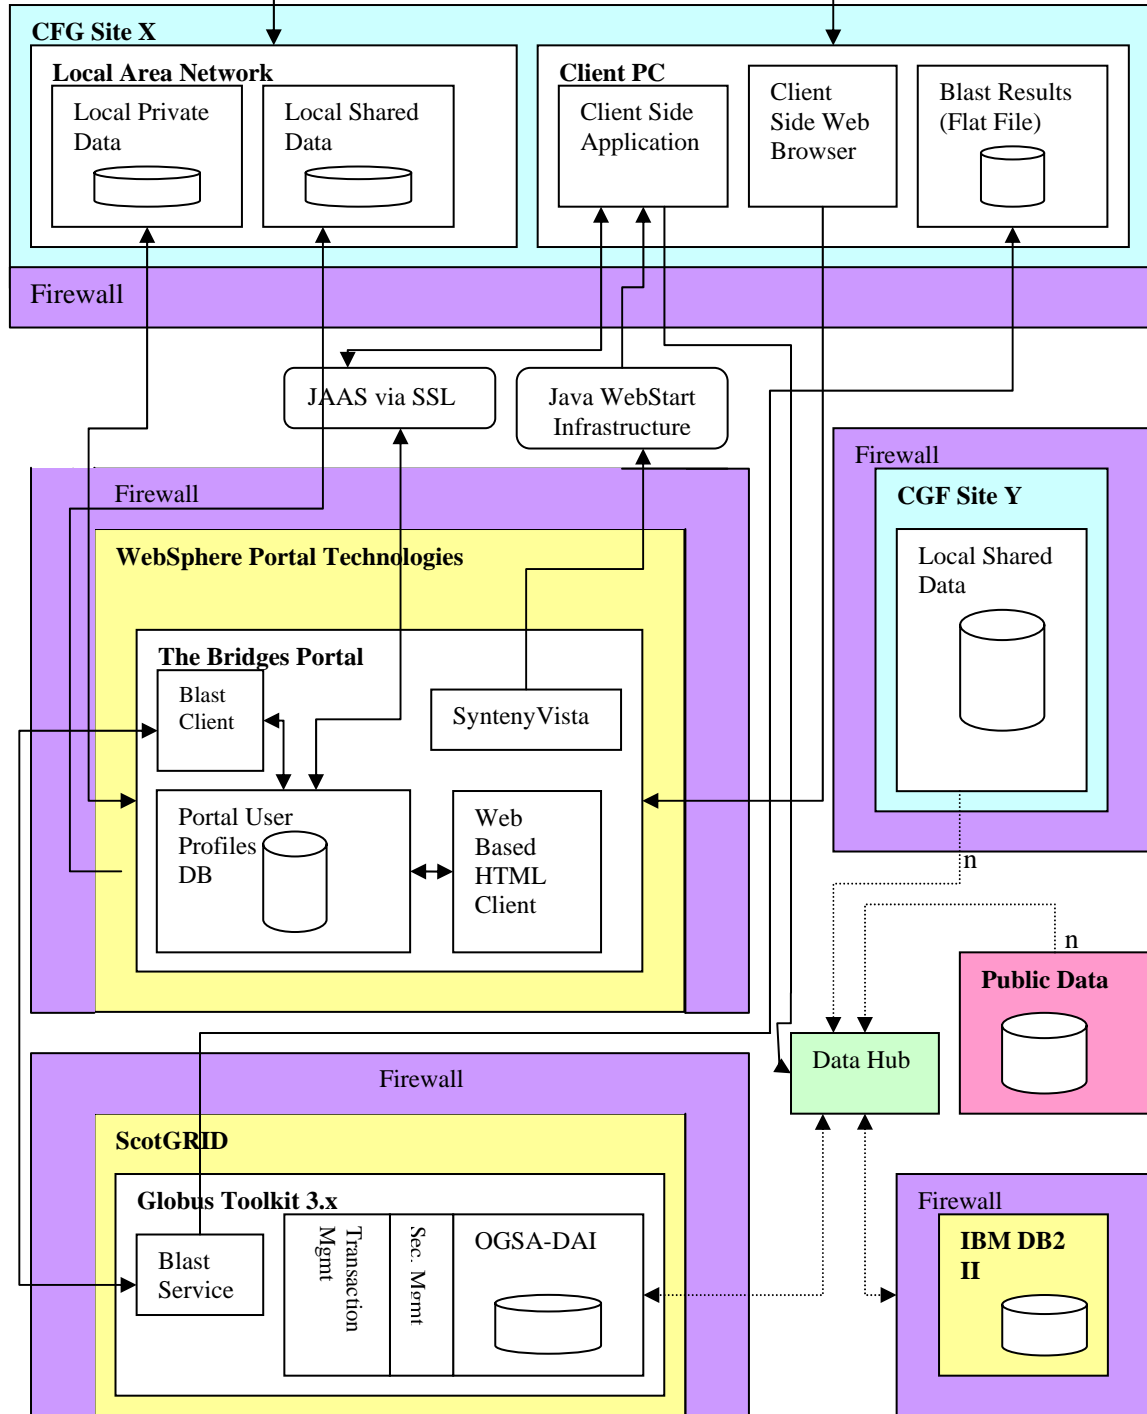 CFG Site X
Local Area Network
Local Private
Data
Local Shared
Data
Client PC
Client Side
Application
Client
Side Web
Browser
Blast Results
(Flat File)
Firewall
JAAS via SSL
Java WebStart
Infrastructure
Firewall
WebSphere Portal Technologies
The Bridges Portal
Blast
Client
SyntenyVista
Portal User
Profiles
DB
Web
Based
HTML
Client
Firewall
CGF Site Y
Local Shared
Data
n
n
Public Data
Data Hub
Firewall
ScotGRID
Globus Toolkit 3.x
Blast
Service
Transaction
Mgmt
Sec. Mgmt
OGSA-DAI
Firewall
IBM DB2
II